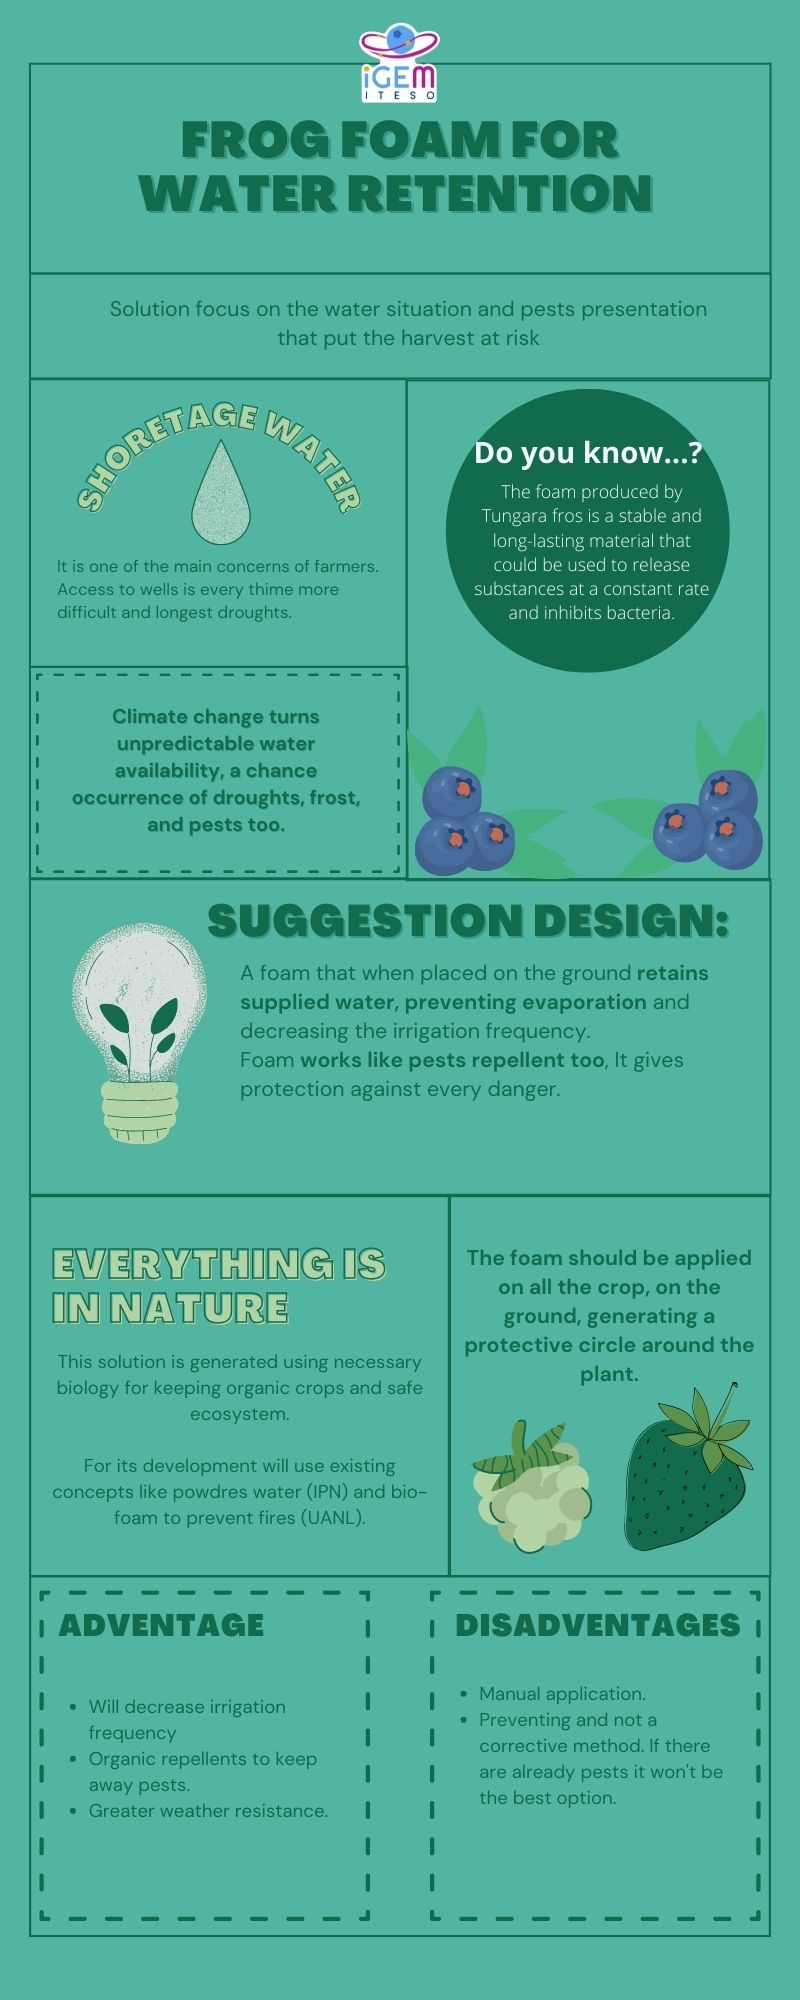 iGEM
ITESO
FROG FOAM FOR
WATER RETENTION
Solution focus on the water situation and pests presentation
that put the harvest at risk
SHORETAGE WATER
It is one of the main concerns of farmers.
Access to wells is every thime more
difficult and longest droughts.
Do you know...?
The foam produced by
Tungara fros is a stable and
long-lasting material that
could be used to release
substances at a constant rate
and inhibits bacteria.
Climate change turns
unpredictable water
availability, a chance
occurrence of droughts, frost,
and pests too.
SUGGESTION DESIGN:
A foam that when placed on the ground retains
supplied water, preventing evaporation and
decreasing the irrigation frequency.
Foam works like pests repellent too, It gives
protection against every danger.
EVERYTHING IS
IN NATURE
This solution is generated using necessary
biology for keeping organic crops and safe
ecosystem.
For its development will use existing
concepts like powdres water (IPN) and bio-
foam to prevent fires (UANL).
The foam should be applied
on all the crop, on the
ground, generating a
protective circle around the
plant.
ADVENTAGE
• Will decrease irrigation
frequency
• Organic repellents to keep
away pests.
• Greater weather resistance.
DISADVENTAGES
• Manual application.
• Preventing and not a
corrective method. If there
are already pests it won't be
the best option.